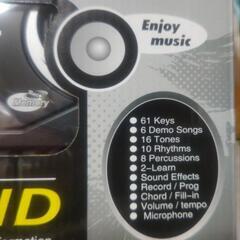 Enjoy
music
Memory
61 Keys
6 Demo Songs
16 Tones
10 Rhythms
8 Percussions
2-Learn
Sound Effects
Record / Prog
Chord / Fill-in
Volume / tempo
Microphone